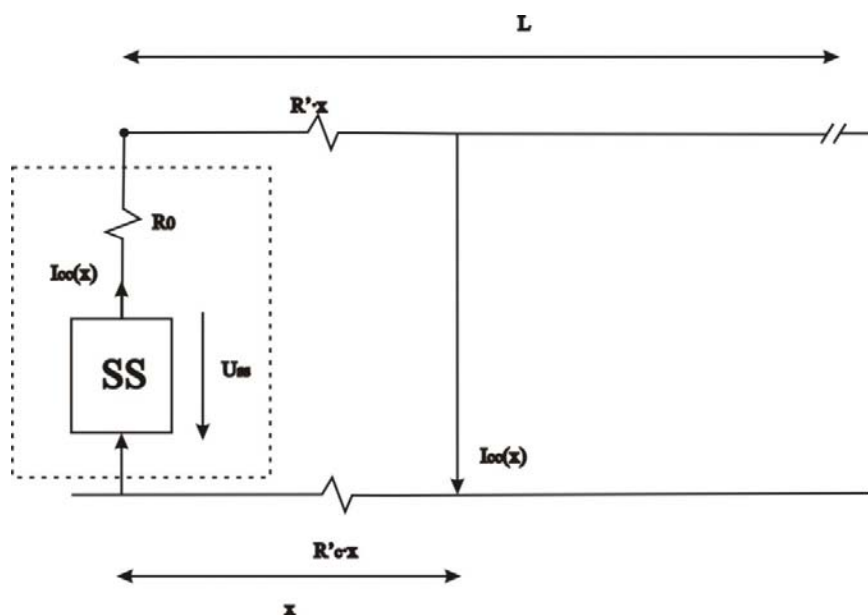 L
R'·x
R0
Icc(x)
SS
Uss
Icc(x)
R'c·x
x